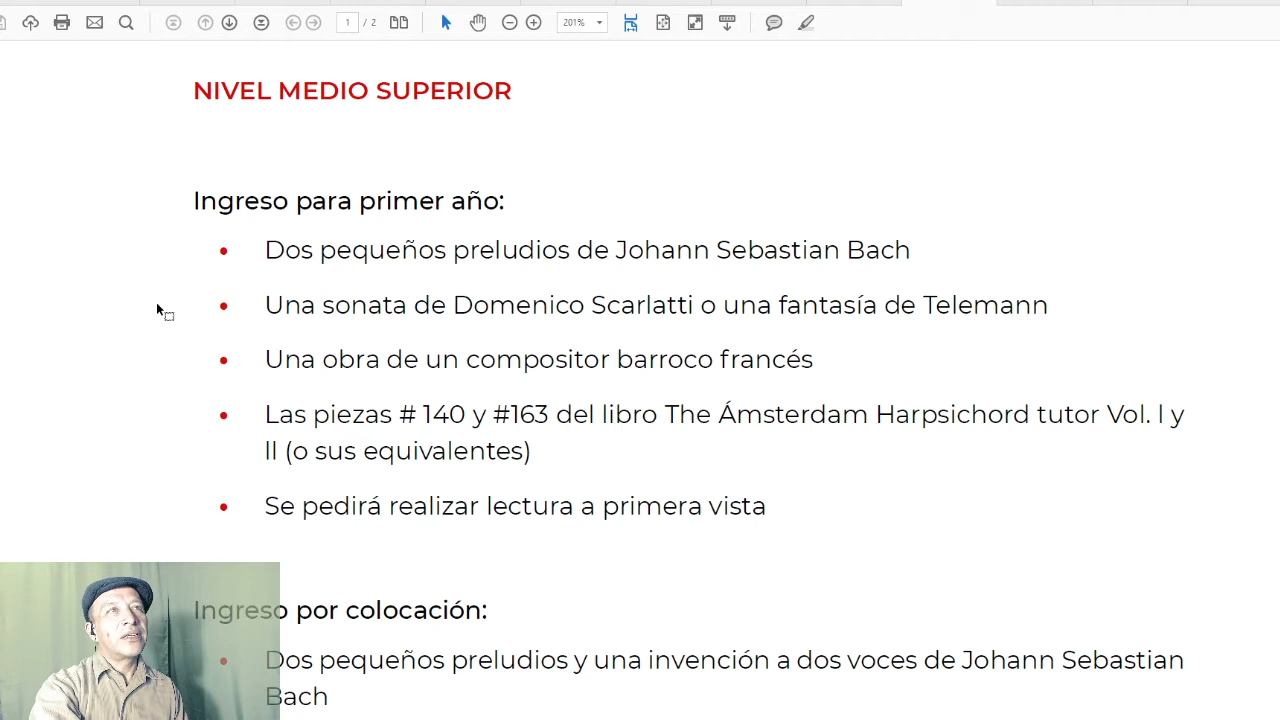 1 / 2
201%
NIVEL MEDIO SUPERIOR
Ingreso para primer año:
Dos pequeños preludios de Johann Sebastian Bach
Una sonata de Domenico Scarlatti o una fantasía de Telemann
Una obra de un compositor barroco francés
Las piezas # 140 y #163 del libro The Ámsterdam Harpsichord tutor Vol. l y
ll (o sus equivalentes)
Se pedirá realizar lectura a primera vista
Ingreso por colocación:
Dos pequeños preludios y una invención a dos voces de Johann Sebastian
Bach